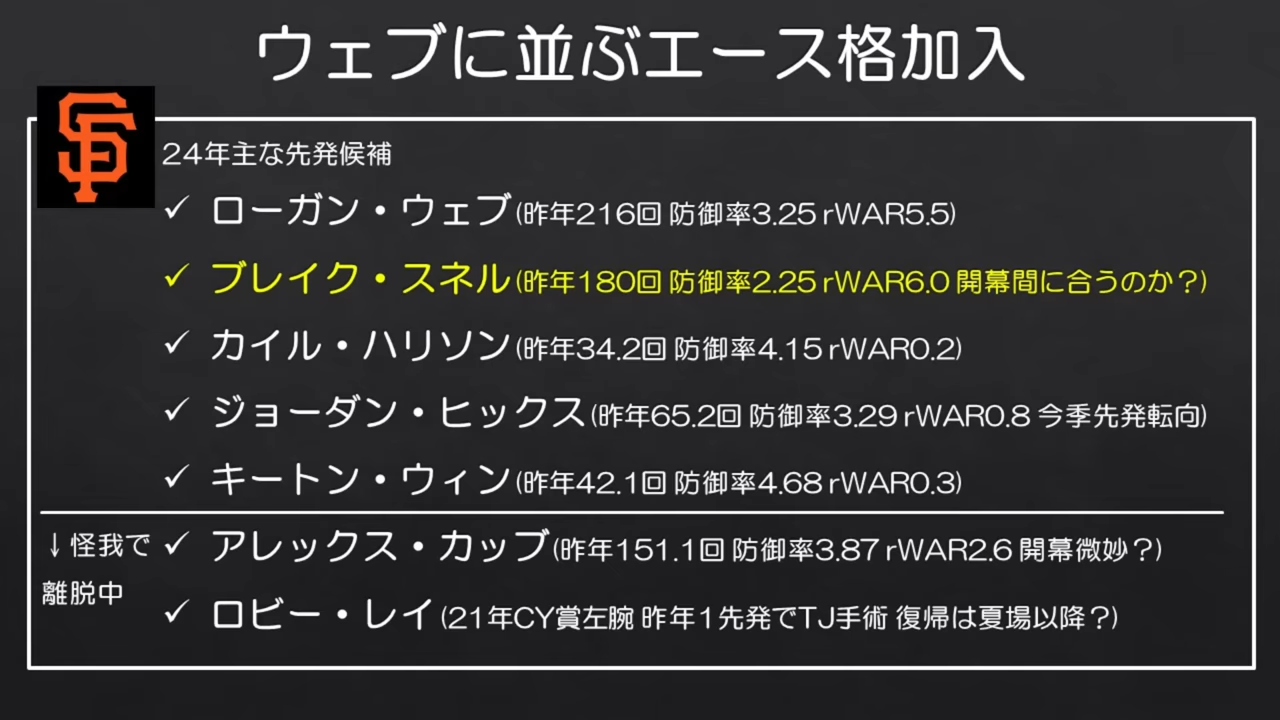 ウェブに並ぶエース格加入
SF
24年主な先発候補
✓ ローガン・ウェブ(昨年216回 防御率3.25 rWAR5.5)
✓ ブレイク・スネル(昨年180回 防御率2.25 rWAR6.0 開幕間に合うのか？)
✓ カイル・ハリソン(昨年34.2回 防御率4.15 rWAR0.2)
✓ ジョーダン・ヒックス(昨年65.2回 防御率3.29 rWAR0.8 今季先発転向)
✓ キートン・ウィン(昨年42.1回 防御率4.68 rWAR0.3)
↓怪我で
離脱中
✓ アレックス・カッブ(昨年151.1回 防御率3.87 rWAR2.6 開幕微妙？)
✓ ロビー・レイ(21年CY賞左腕 昨年1先発でTJ手術 復帰は夏場以降？)